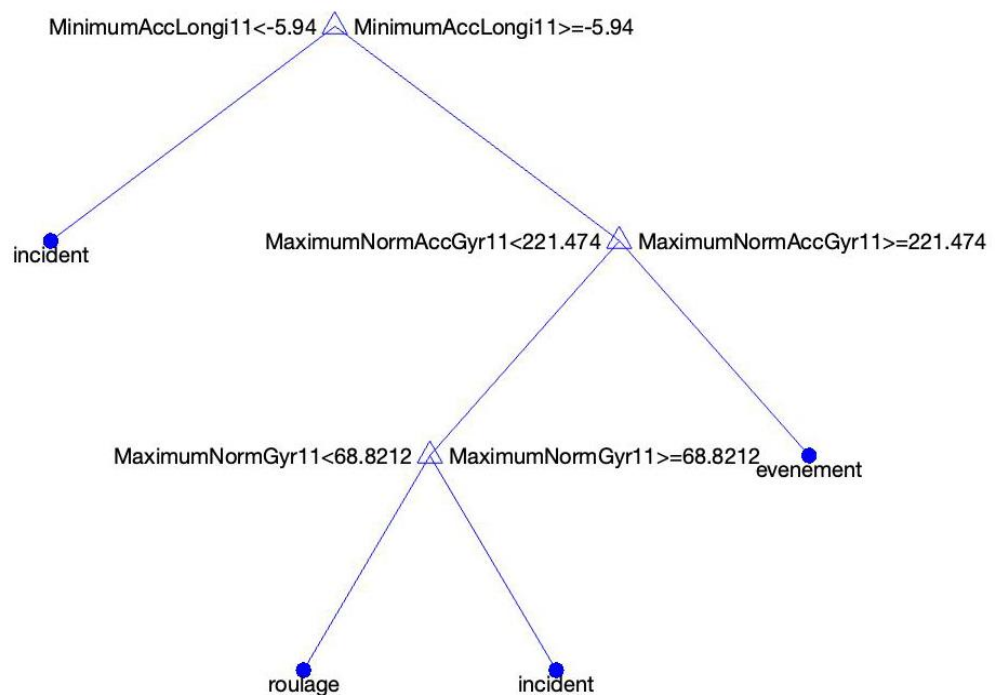 MinimumAccLongi11<-5.94 MinimumAccLongi11>=-5.94
incident
MaximumNormAccGyr11<221.474 MaximumNormAccGyr11>=221.474
MaximumNormGyr11<68.8212 MaximumNormGyr11>=68.8212
evenement
roulage incident